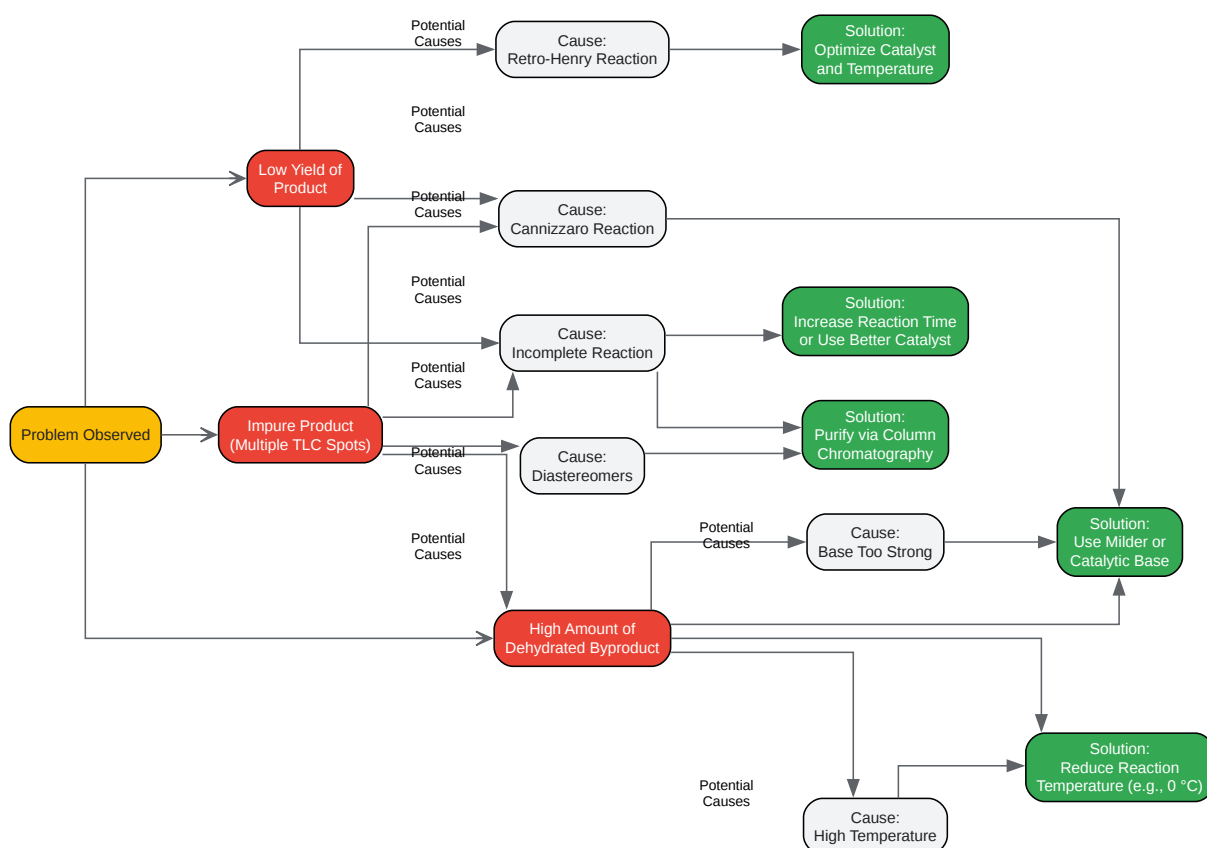 Potential
Causes
Cause:
Retro-Henry Reaction
Solution:
Optimize Catalyst
and Temperature
Potential
Causes
Low Yield of
Product
Potential
Causes
Cause:
Cannizzaro Reaction
Potential
Causes
Solution:
Increase Reaction Time
or Use Better Catalyst
Cause:
Incomplete Reaction
Potential
Causes
Problem Observed
Impure Product
(Multiple TLC Spots)
Solution:
Purify via Column
Chromatography
Potential
Causes
Cause:
Diastereomers
Potential
Causes
Potential
Causes
Cause:
Base Too Strong
Solution:
Use Milder or
Catalytic Base
High Amount of
Dehydrated Byproduct
Solution:
Reduce Reaction
Temperature (e.g., 0 °C)
Potential
Causes
Cause:
High Temperature